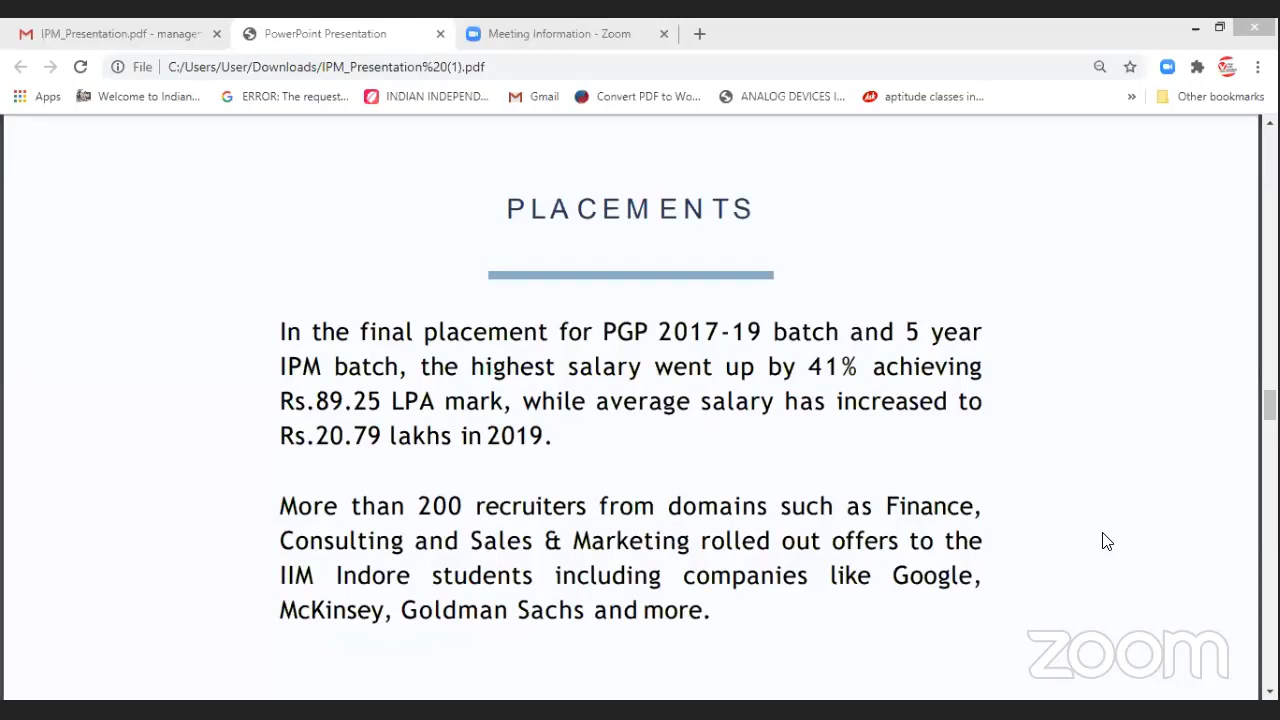 IPM_Presentation.pdf - manage
PowerPoint Presentation
Meeting Information - Zoom
File
C:/Users/User/Downloads/IPM_Presentation%20(1).pdf
Apps
Welcome to Indian...
ERROR: The request...
INDIAN INDEPEND...
Gmail
Convert PDF to Wo...
ANALOG DEVICES I...
aptitude classes in...
»
Other bookmarks
PLACEMENTS
In the final placement for PGP 2017-19 batch and 5 year
IPM batch, the highest salary went up by 41% achieving
Rs.89.25 LPA mark, while average salary has increased to
Rs.20.79 lakhs in 2019.
More than 200 recruiters from domains such as Finance,
Consulting and Sales & Marketing rolled out offers to the
IIM Indore students including companies like Google,
McKinsey, Goldman Sachs and more.
zoom